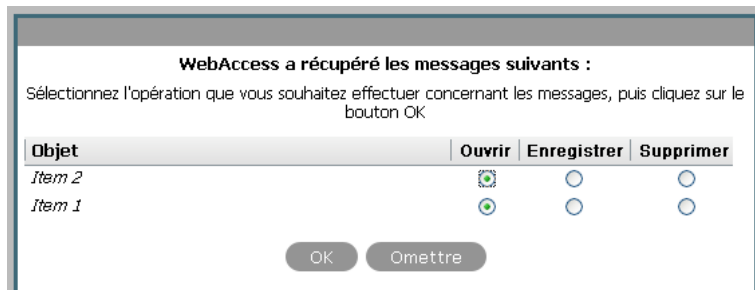 WebAccess a récupéré les messages suivants :
Sélectionnez l'opération que vous souhaitez effectuer concernant les messages, puis cliquez sur le
bouton OK
Objet Ouvrir Enregistrer Supprimer
Item 2
Item 1
OK Omettre